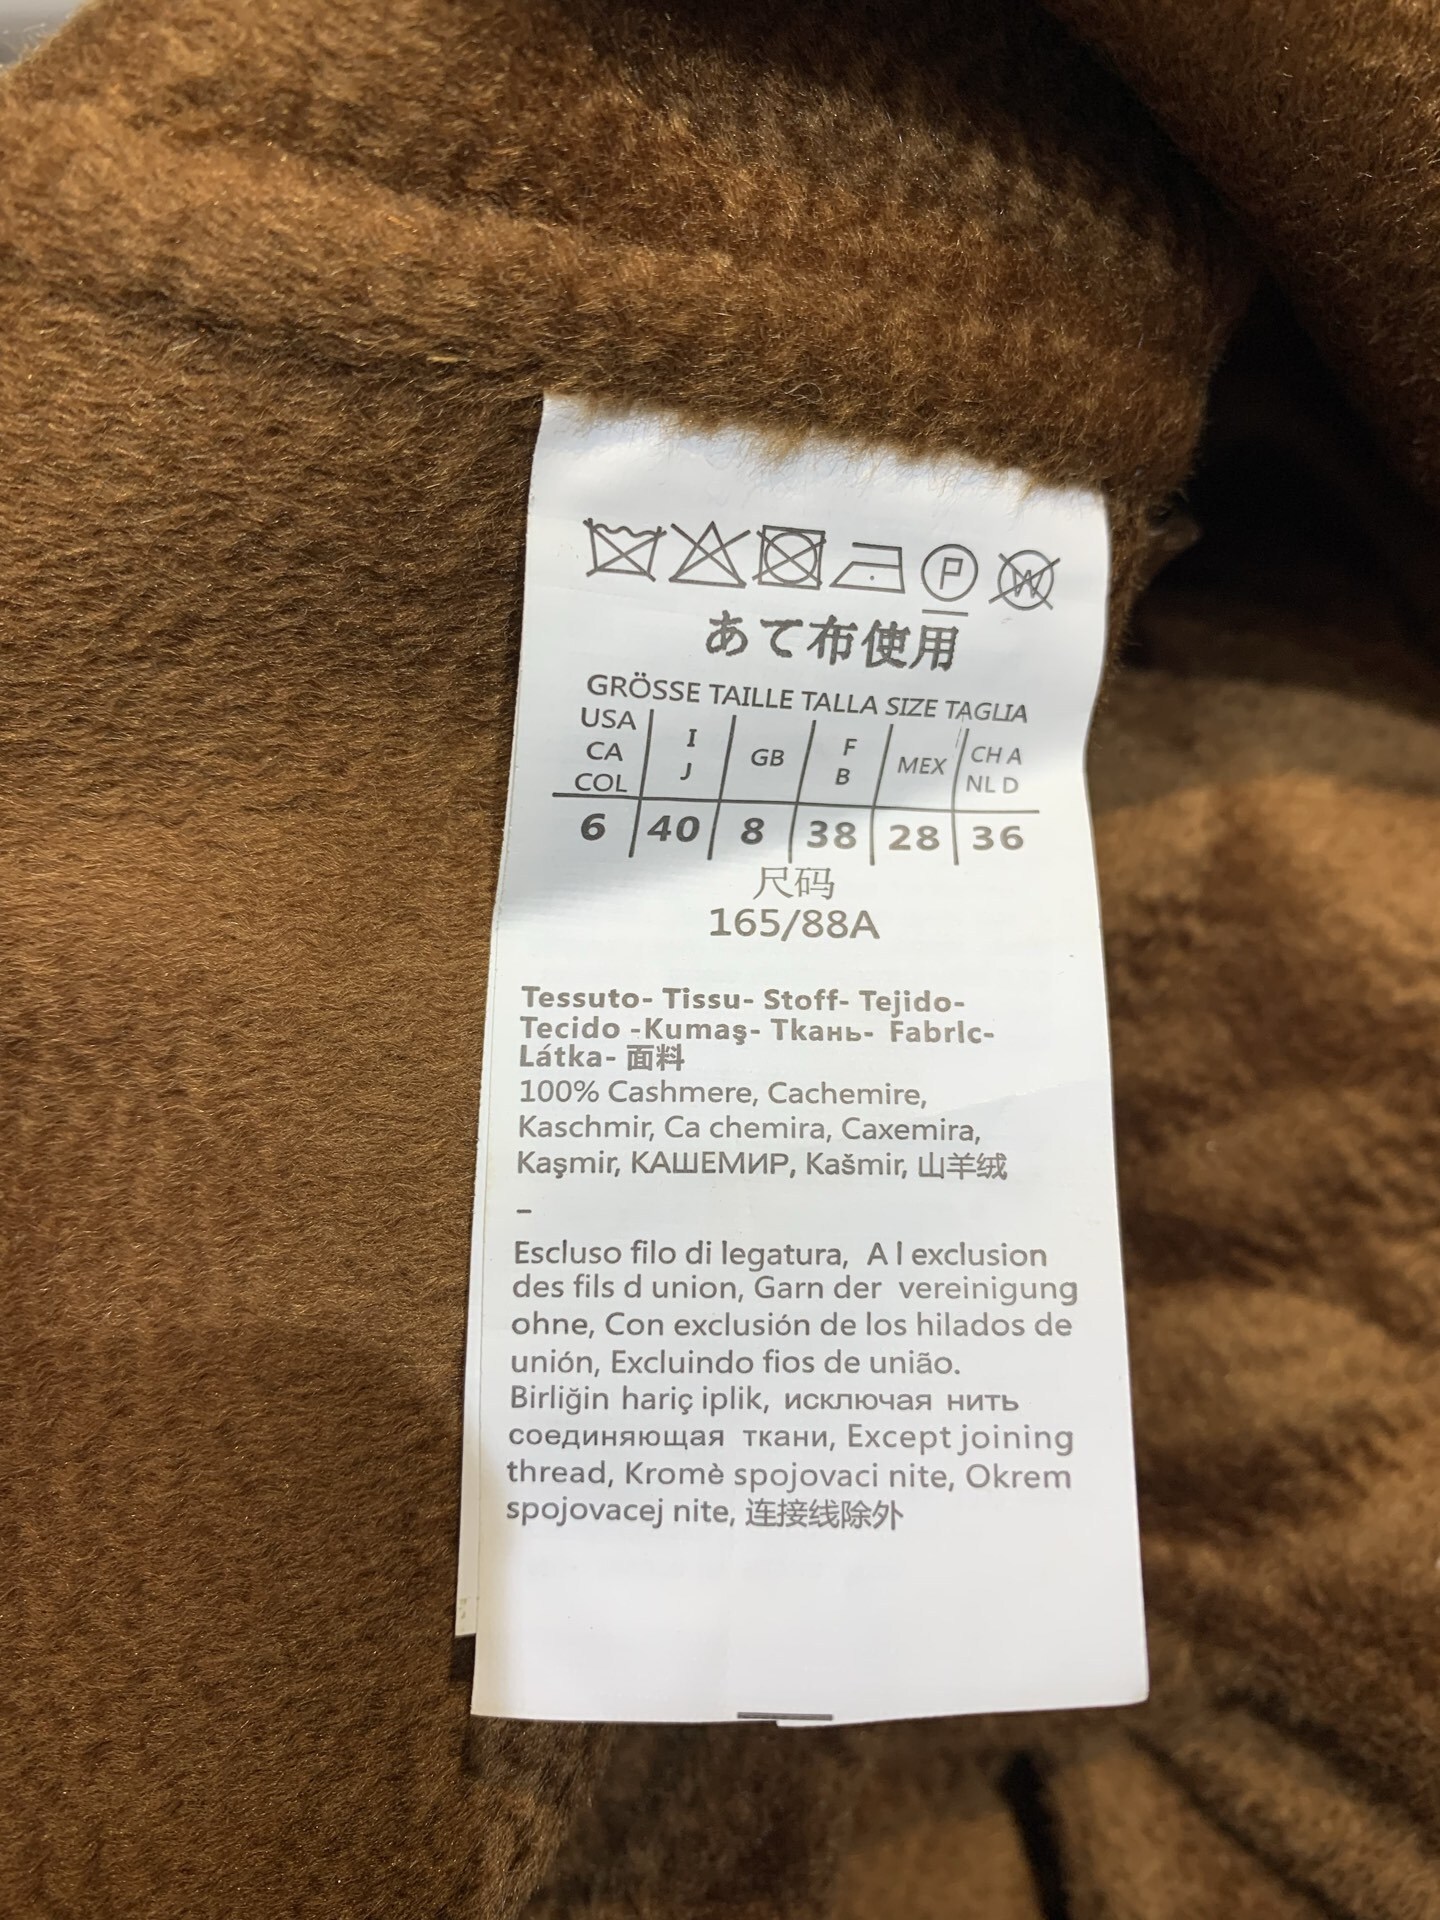 P W
あて布使用
GRÖSSE TAILLE TALLA SIZE TAGLIA
USA CA COL I J GB F B MEX CH A NL D
6 40 8 38 28 36
尺码
165/88A
Tessuto- Tissu- Stoff- Tejido-
Tecido -Kumaş- Ткань- FabrIc-
Látka- 面料
100% Cashmere, Cachemire,
Kaschmir, Ca chemira, Caxemira,
Kaşmir, КАШЕМИР, Kašmir, 山羊绒
–
Escluso filo di legatura, A l exclusion
des fils d union, Garn der vereinigung
ohne, Con exclusión de los hilados de
unión, Excluindo fios de união.
Birliğin hariç iplik, исключая нить
соединяющая ткани, Except joining
thread, Kromè spojovaci nite, Okrem
spojovacej nite, 连接线除外